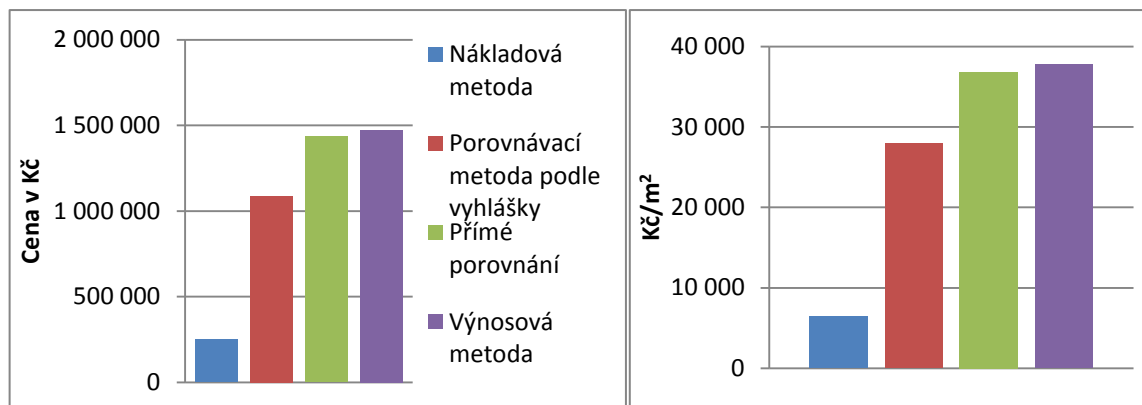 Cena v Kč
2 000 000
1 500 000
1 000 000
500 000
0
Nákladová
metoda
Porovnávací
metoda podle
vyhlášky
Přímé
porovnání
Výnosová
metoda
Kč/m²
40 000
30 000
20 000
10 000
0